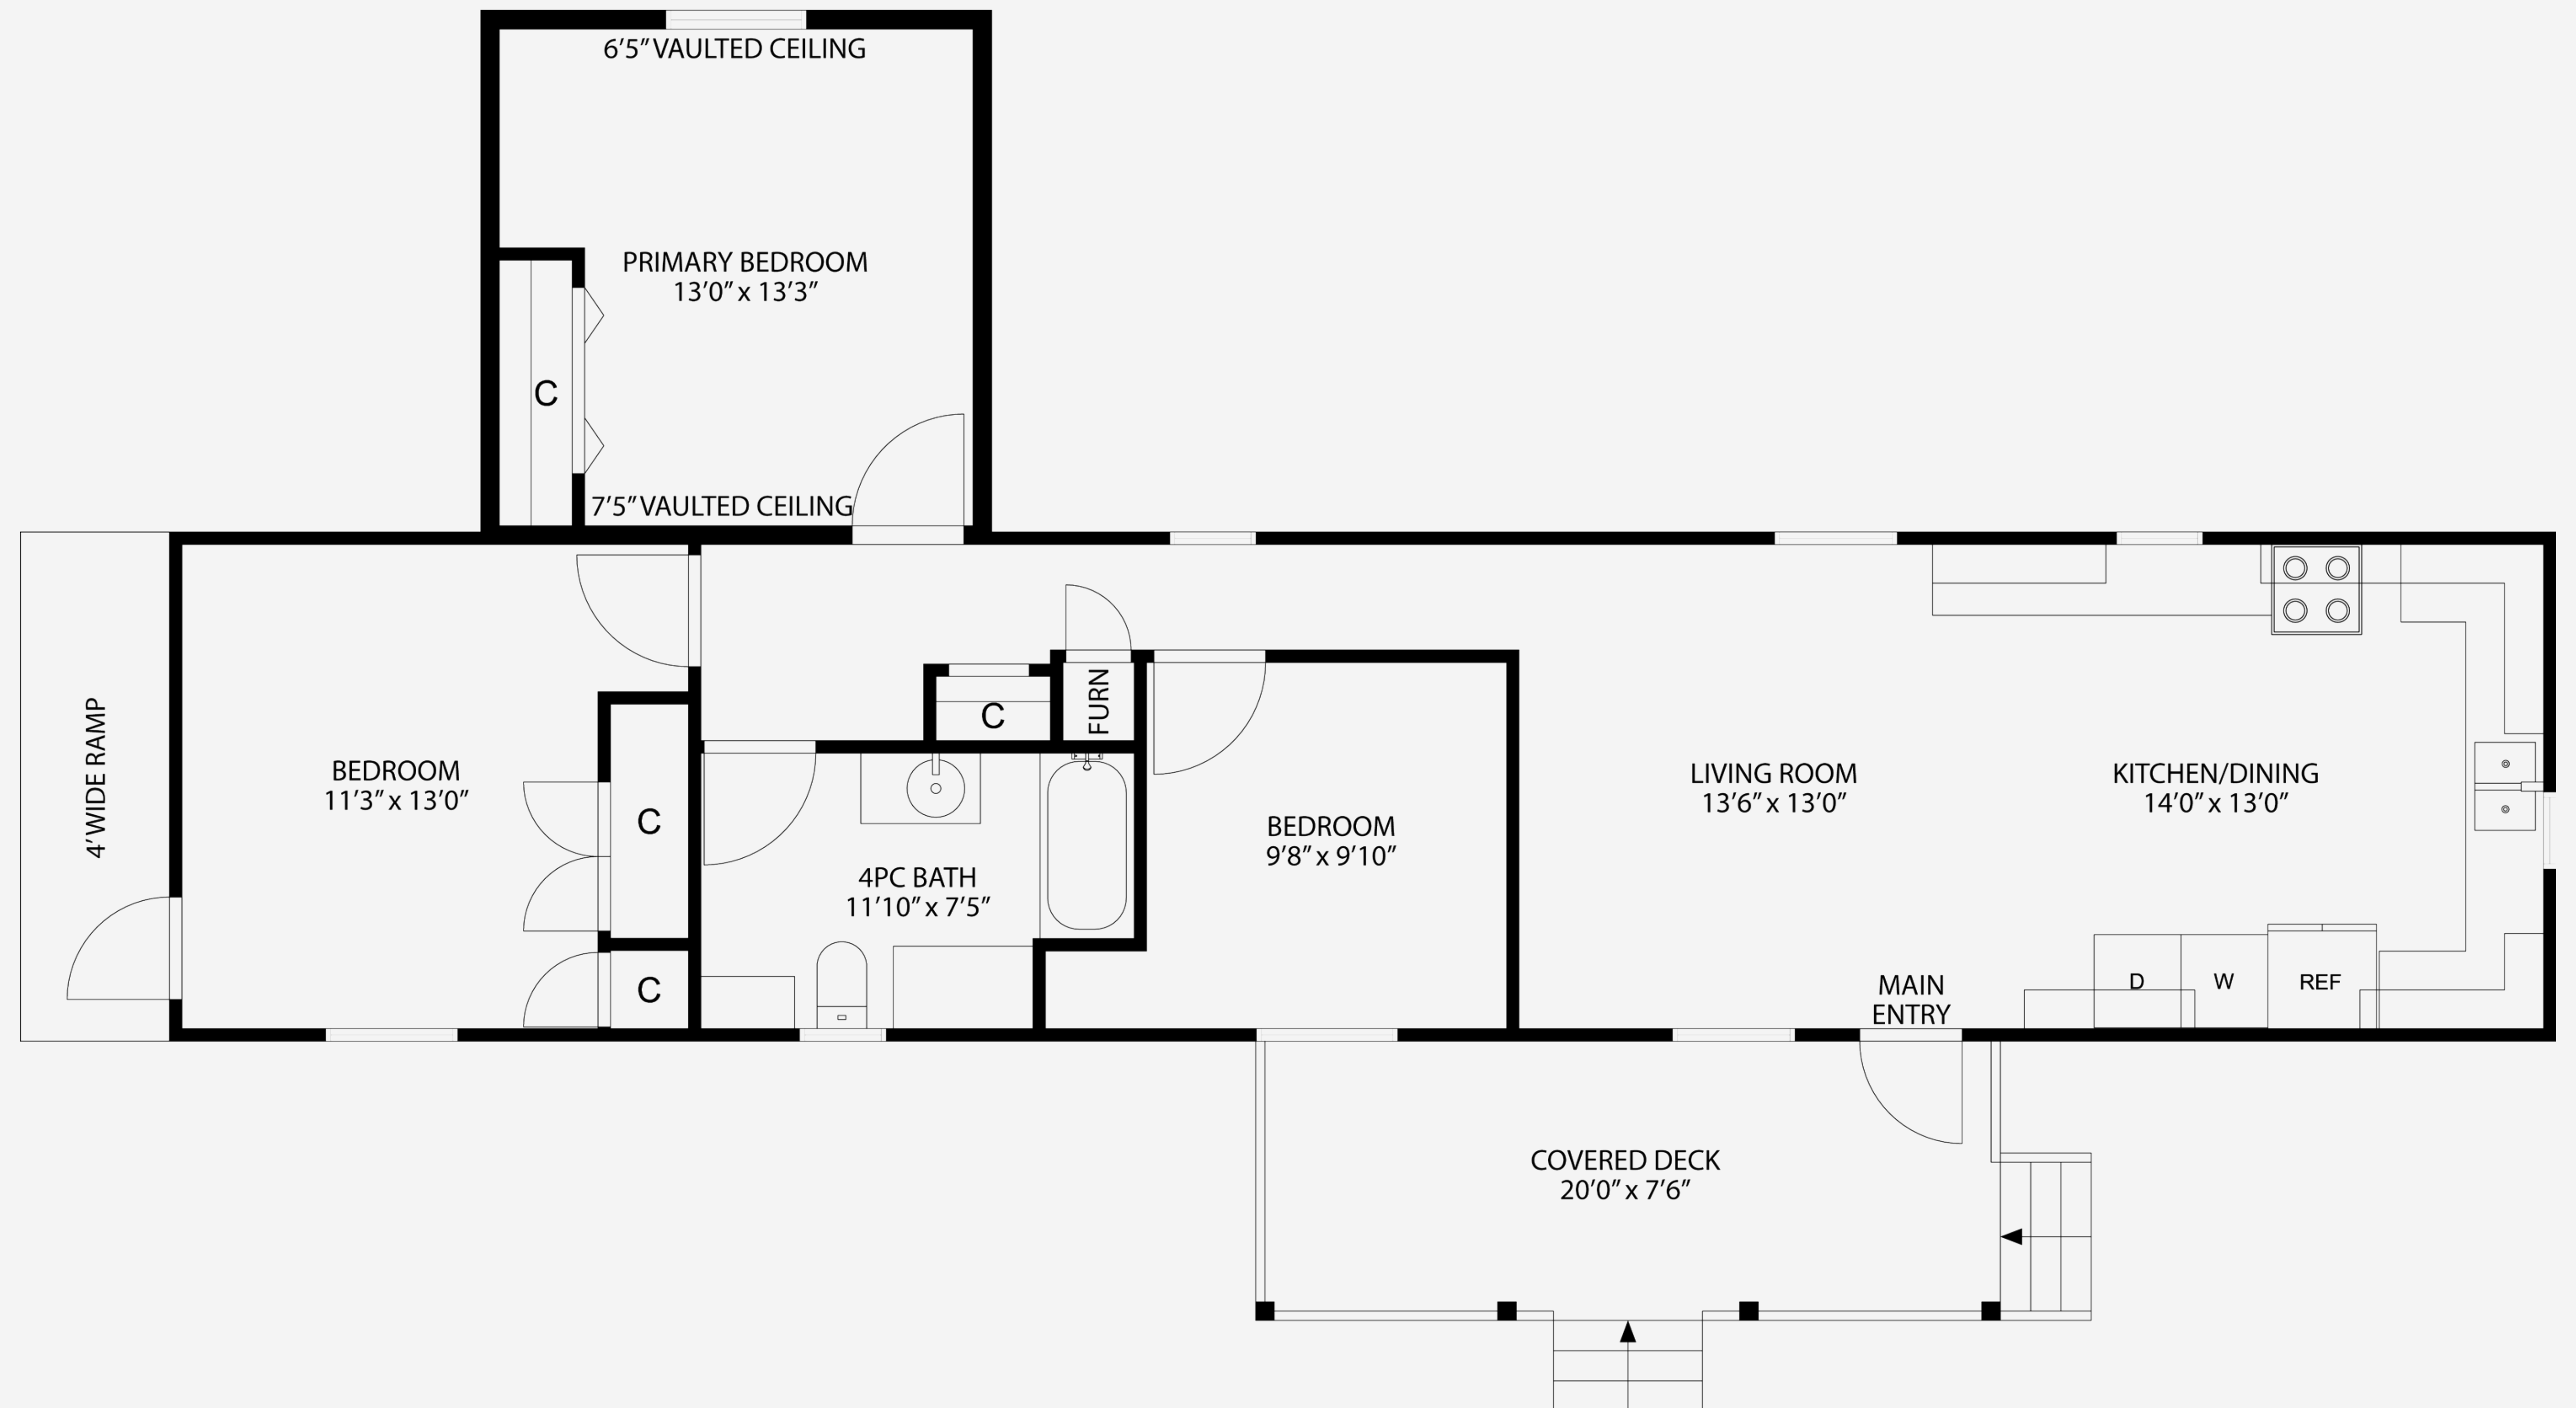 6’5” VAULTED CEILING
PRIMARY BEDROOM
13’0” x 13’3”
C
7’5” VAULTED CEILING
4’ WIDE RAMP
BEDROOM
11’3” x 13’0”
C
C
C
FURN
4PC BATH
11’10” x 7’5”
BEDROOM
9’8” x 9’10”
LIVING ROOM
13’6” x 13’0”
KITCHEN/DINING
14’0” x 13’0”
D
W
REF
MAIN
ENTRY
COVERED DECK
20’0” x 7’6”